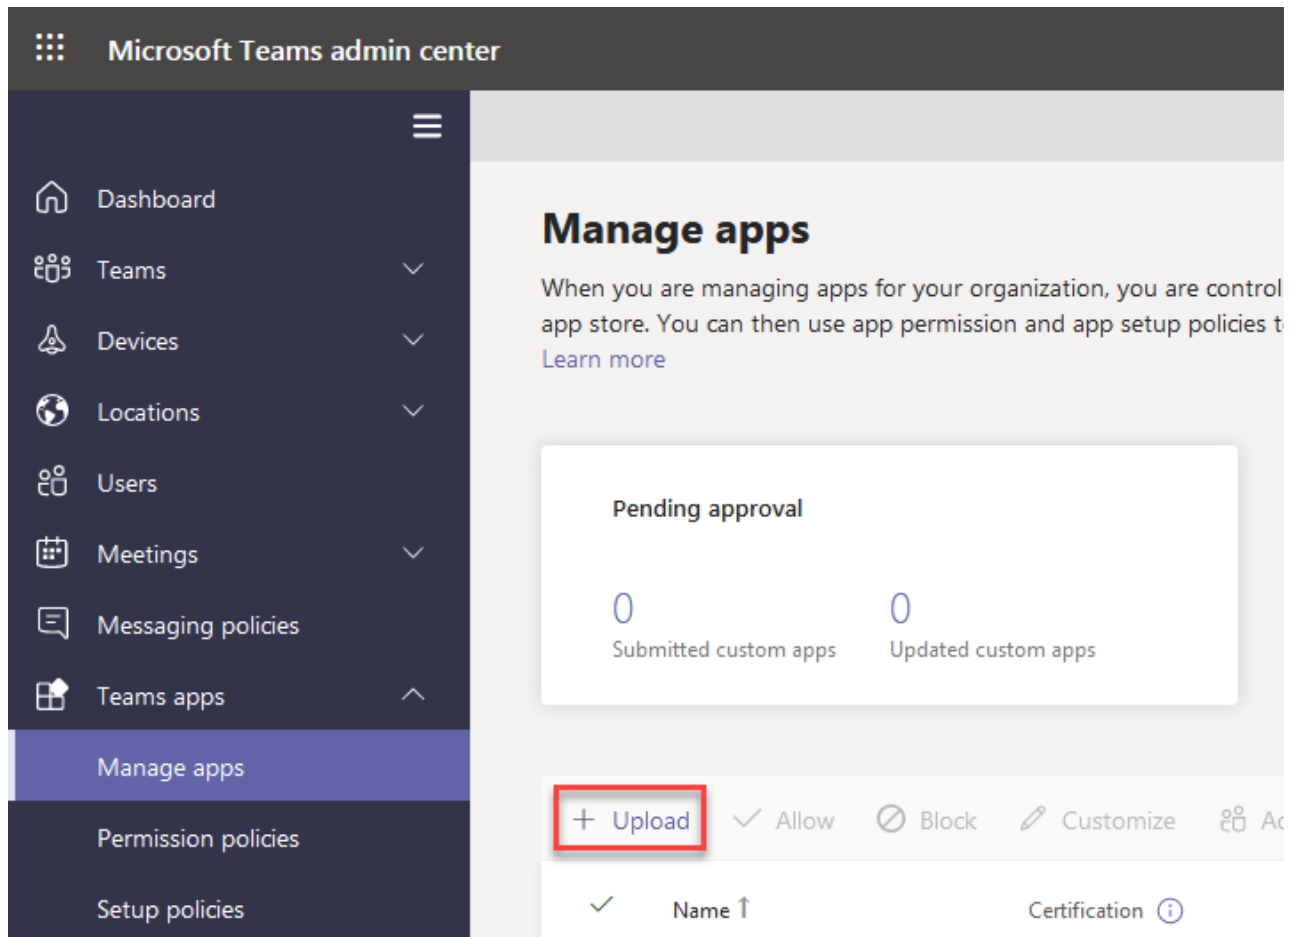 Microsoft Teams admin center
Dashboard
Teams
Devices
Locations
Users
Meetings
Messaging policies
Teams apps
Manage apps
Permission policies
Setup policies
Manage apps
When you are managing apps for your organization, you are control
app store. You can then use app permission and app setup policies t
Learn more
Pending approval
0 0
Submitted custom apps Updated custom apps
+ Upload Allow Block Customize
Name ↑ Certification